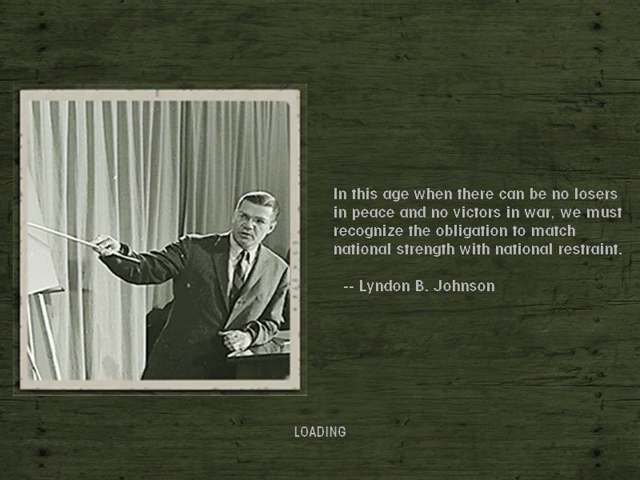 In this age when there can be no losers
in peace and no victors in war, we must
recognize the obligation to match
national strength with national restraint.
-- Lyndon B. Johnson
LOADING